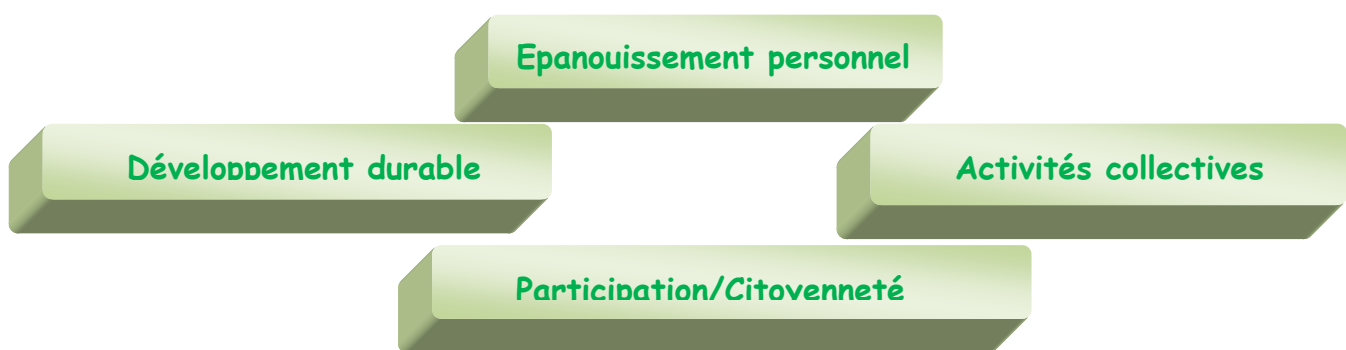 Epanouissement personnel
Développement durable
Activités collectives
Participation/Citoyenneté